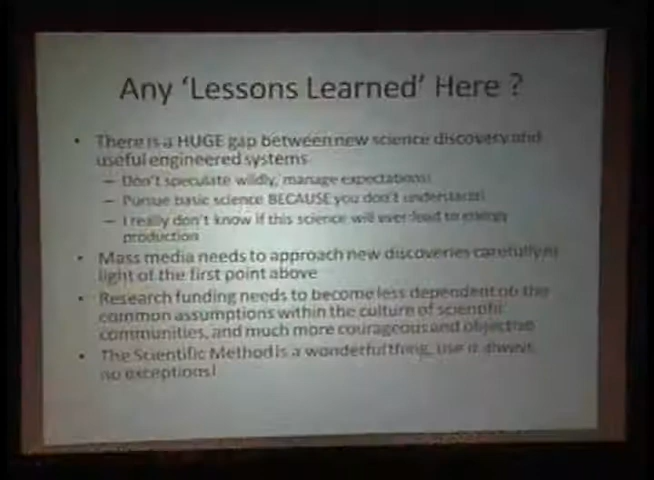 Any 'Lessons Learned' Here ?
• There is a HUGE gap between new science discovery and
useful engineered systems
– Don't speculate wildly, manage expectations!
– Pursue basic science BECAUSE you don't understand!
– I really don't know if this science will ever lead to energy
production
• Mass media needs to approach new discoveries carefully in
light of the first point above
• Research funding needs to become less dependent on the
common assumptions within the culture of scientific
communities, and much more courageous and objective
• The Scientific Method is a wonderful thing, use it always,
no exceptions!